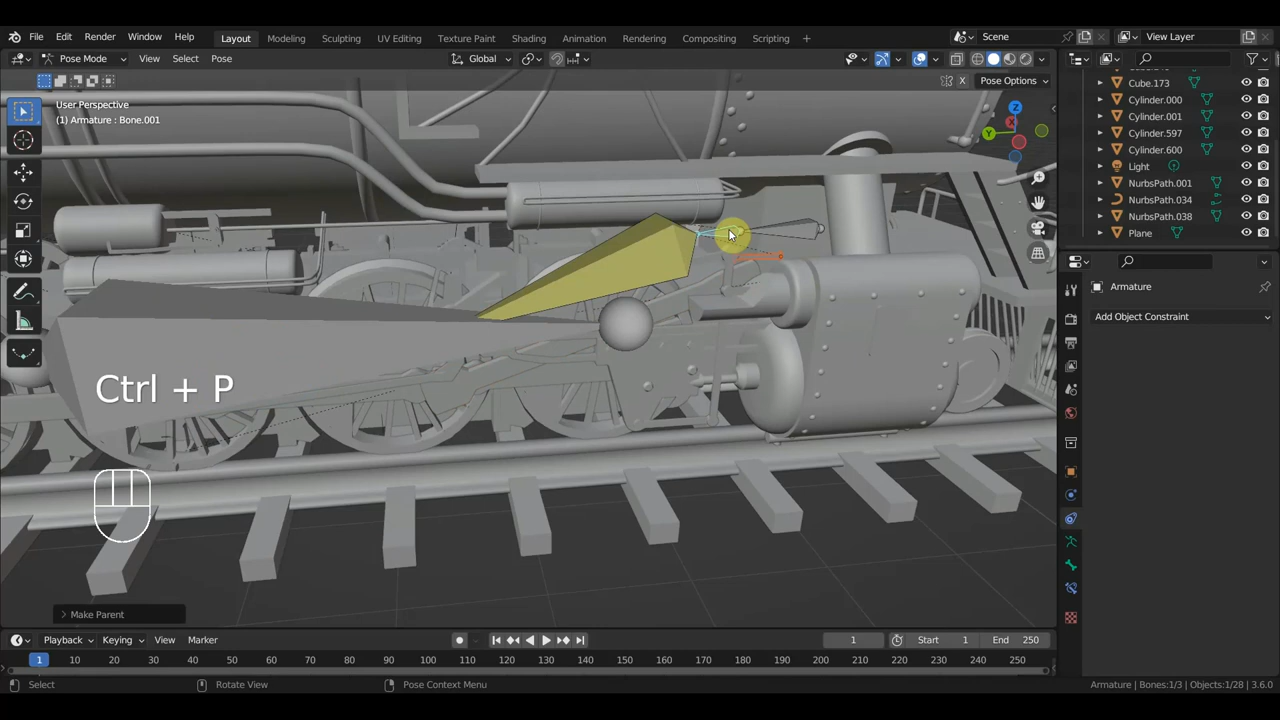 File Edit Render Window Help Layout Modeling Sculpting UV Editing Texture Paint Shading Animation Rendering Compositing Scripting + Scene View Layer
Pose Mode View Select Pose Global
X Pose Options
User Perspective
(1) Armature : Bone.001
Z
Y
X
Cube.173
Cylinder.000
Cylinder.001
Cylinder.597
Cylinder.600
Light
NurbsPath.001
NurbsPath.034
NurbsPath.038
Plane
Armature
Add Object Constraint
Ctrl + P
Make Parent
Playback Keying View Marker 1 Start 1 End 250
1 10 20 30 40 50 60 70 80 90 100 110 120 130 140 150 160 170 180 190 200 210 220 230 240 250
Select Rotate View Pose Context Menu Armature | Bones:1/3 | Objects:1/28 | 3.6.0